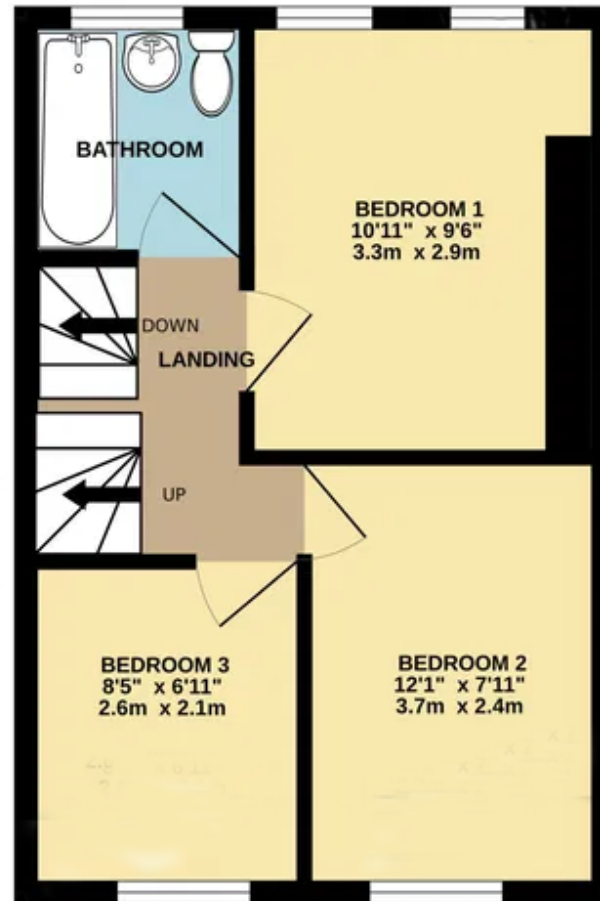 BATHROOM
BEDROOM 1
10'11" x 9'6"
3.3m x 2.9m
DOWN
LANDING
UP
BEDROOM 3
8'5" x 6'11"
2.6m x 2.1m
BEDROOM 2
12'1" x 7'11"
3.7m x 2.4m